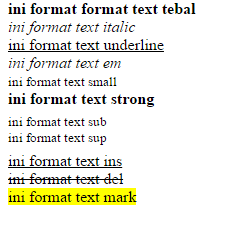 ini format format text tebal
ini format text italic
ini format text underline
ini format text em
ini format text small
ini format text strong
ini format text sub
ini format text sup
ini format text ins
ini format text del
ini format text mark